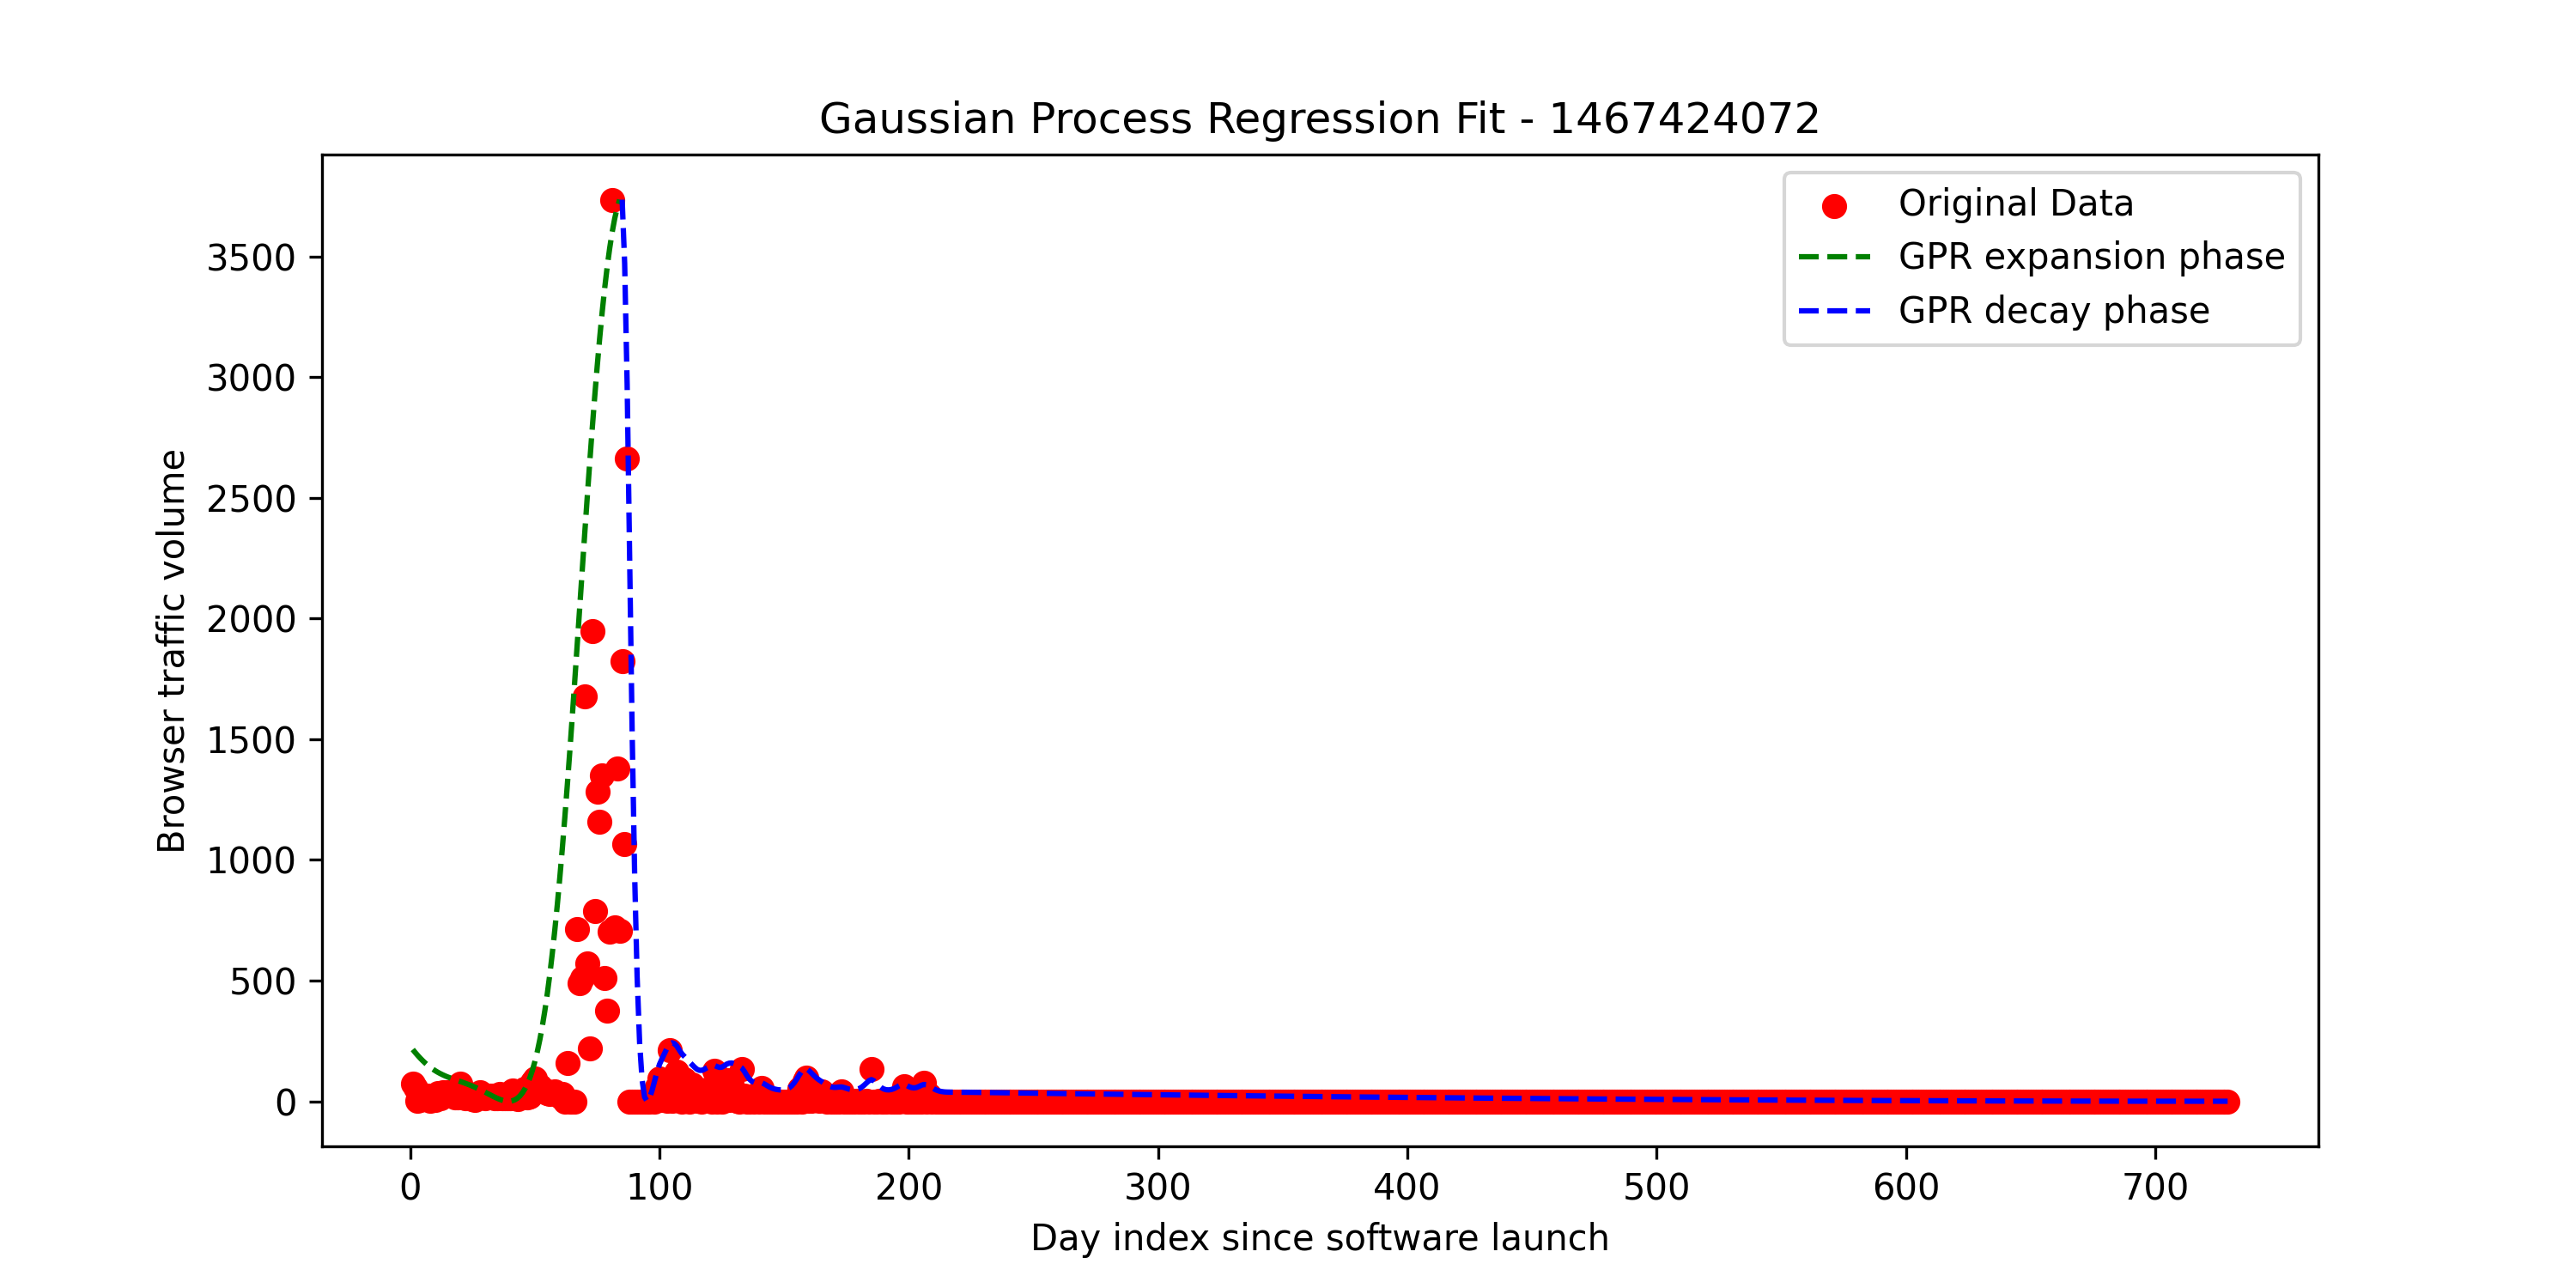 Gaussian Process Regression Fit - 1467424072
Original Data
GPR expansion phase
GPR decay phase
Browser traffic volume
3500
3000
2500
2000
1500
1000
500
0
0 100 200 300 400 500 600 700
Day index since software launch